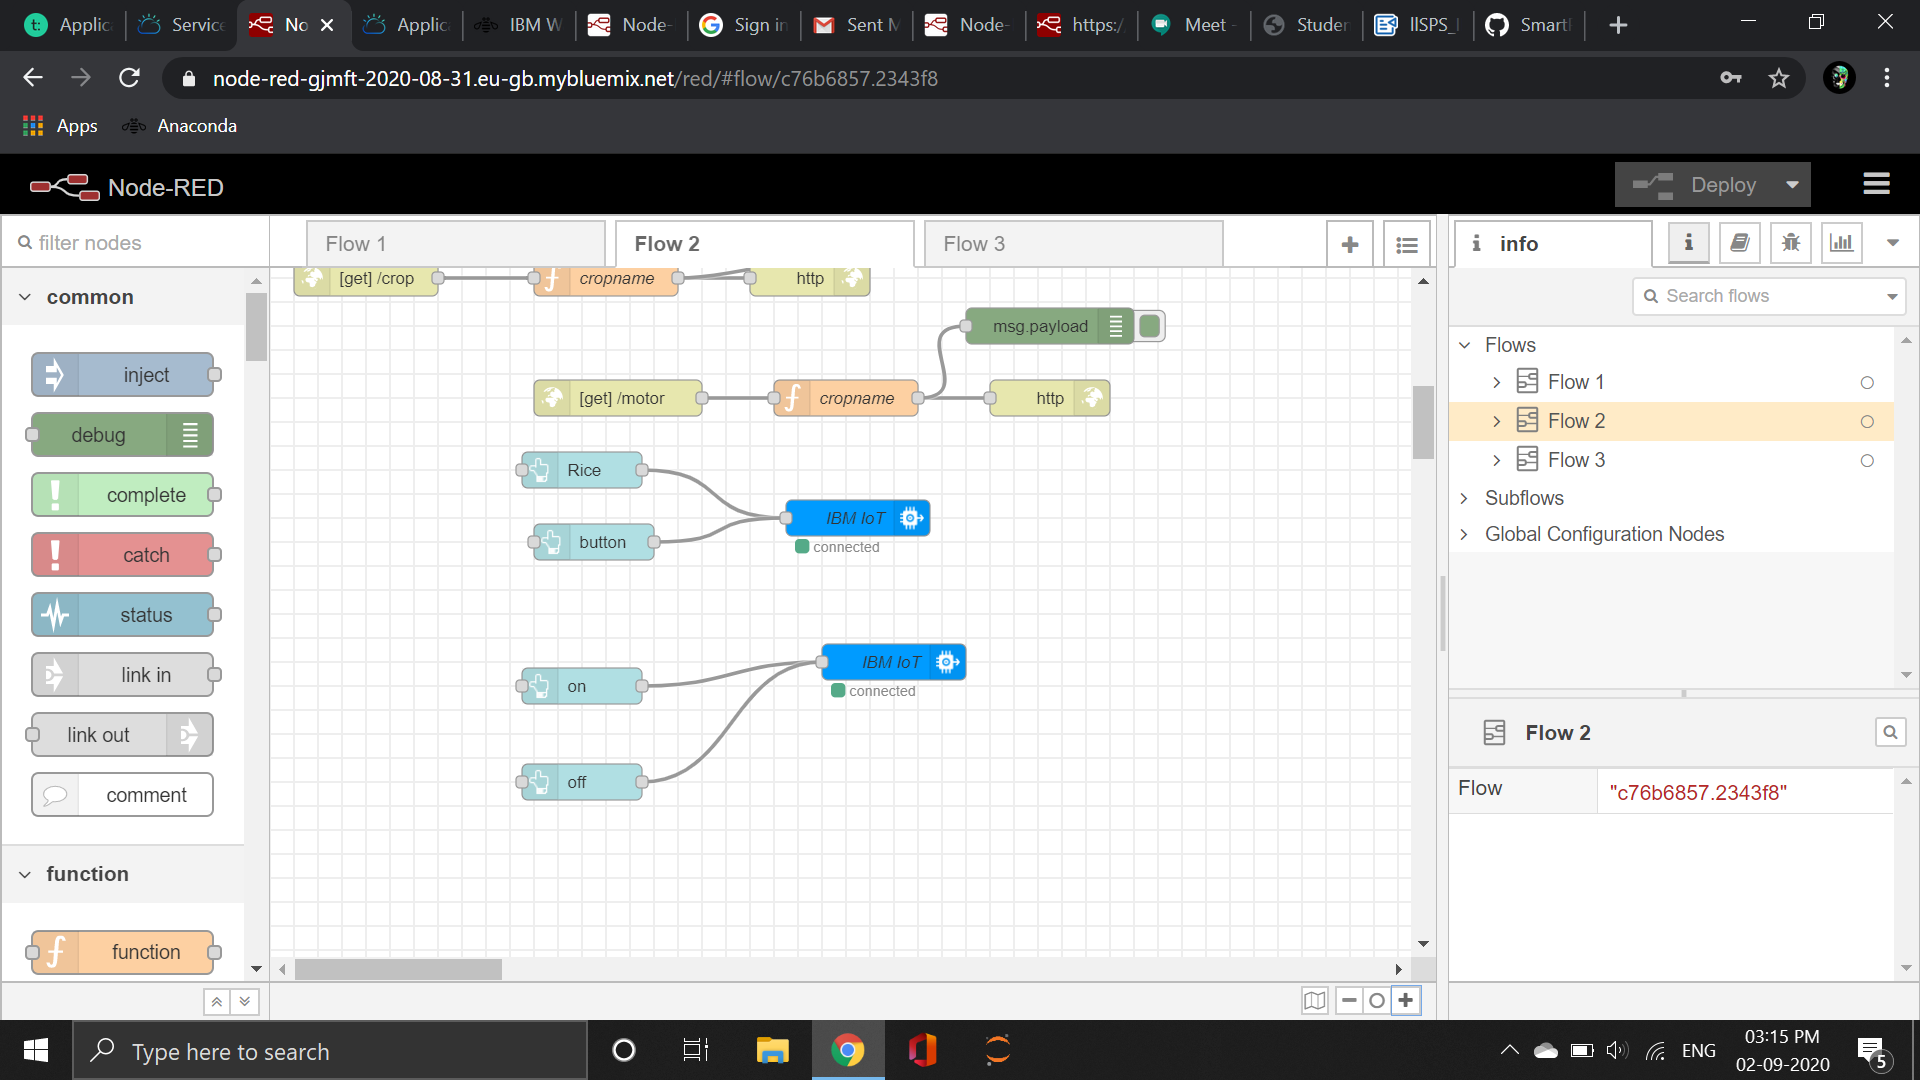 Applic
Service
No
Applic
IBM W
Node-
Sign in
Sent M
Node-
https:/
Meet -
Studen
IISPS_I
Smart
node-red-gjmft-2020-08-31.eu-gb.mybluemix.net/red/#flow/c76b6857.2343f8
Apps
Anaconda
Node-RED
Deploy
filter nodes
Flow 1
Flow 2
Flow 3
info
common
inject
debug
complete
catch
status
link in
link out
comment
function
function
[get] /crop
cropname
http
msg.payload
[get] /motor
cropname
http
Rice
button
IBM IoT
connected
on
off
IBM IoT
connected
Search flows
Flows
Flow 1
Flow 2
Flow 3
Subflows
Global Configuration Nodes
Flow 2
Flow
"c76b6857.2343f8"
Type here to search
ENG
03:15 PM
02-09-2020
5